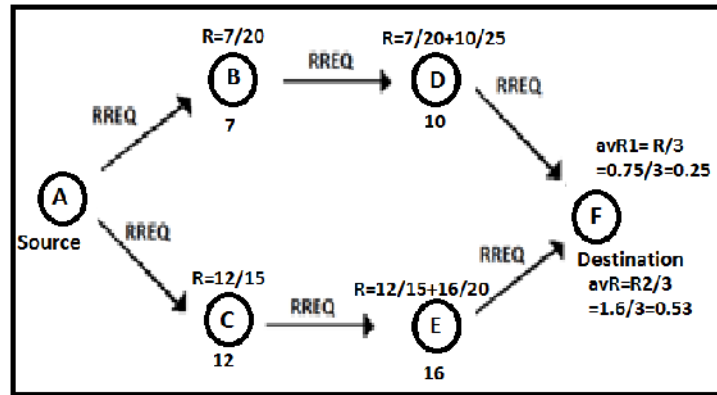 R=7/20
R=7/20+10/25
B
RREQ
D
RREQ
RREQ
7
10
avR1= R/3
=0.75/3=0.25
A
F
Source
RREQ
RREQ
Destination
R=12/15
R=12/15+16/20
avR=R2/3
=1.6/3=0.53
C
RREQ
E
12
16